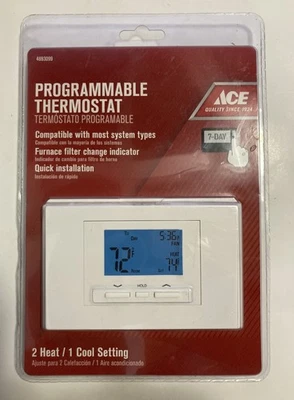 4883099
PROGRAMMABLE
THERMOSTAT
TERMOSTATO PROGRAMABLE
ACE
QUALITY SINCE 1924
7-DAY
Compatible with most system types
Compatible con la mayoría de los sistemas
Furnace filter change indicator
Indicador de cambio para filtro de horno
Quick installation
Instalación de rápido
72°F
74
HOLD
2 Heat / 1 Cool Setting
Ajuste para 2 Calefacción / 1 Aire acondicionado